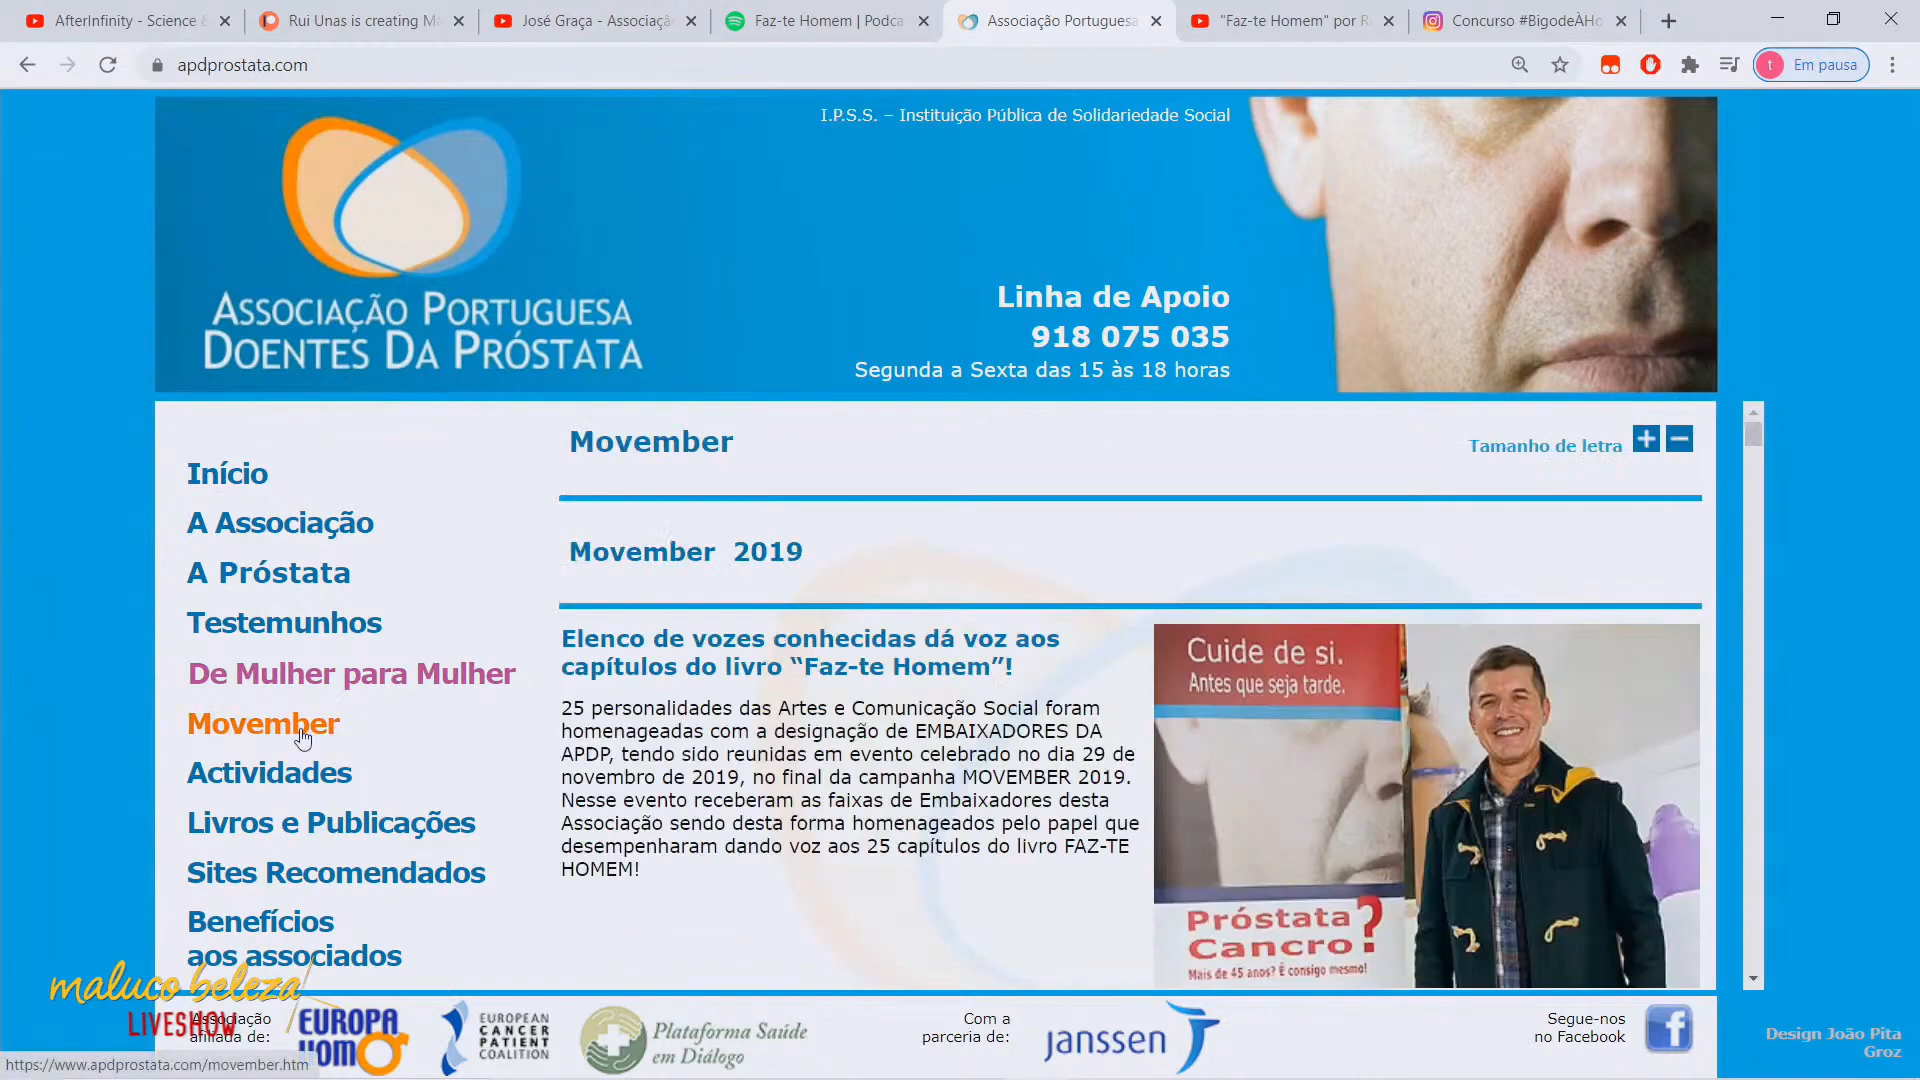 AfterInfinity - Science &
Rui Unas is creating Ma
José Graça - Associaçã
Faz-te Homem | Podca
Associação Portuguesa
"Faz-te Homem" por R
Concurso #BigodeÀHo
apdprostata.com
t Em pausa
I.P.S.S. – Instituição Pública de Solidariedade Social
ASSOCIAÇÃO PORTUGUESA
DOENTES DA PRÓSTATA
Linha de Apoio
918 075 035
Segunda a Sexta das 15 às 18 horas
Início
A Associação
A Próstata
Testemunhos
De Mulher para Mulher
Movember
Actividades
Livros e Publicações
Sites Recomendados
Benefícios
aos associados
Movember
Tamanho de letra + −
Movember 2019
Elenco de vozes conhecidas dá voz aos
capítulos do livro “Faz-te Homem”!
25 personalidades das Artes e Comunicação Social foram
homenageadas com a designação de EMBAIXADORES DA
APDP, tendo sido reunidas em evento celebrado no dia 29 de
novembro de 2019, no final da campanha MOVEMBER 2019.
Nesse evento receberam as faixas de Embaixadores desta
Associação sendo desta forma homenageados pelo papel que
desempenharam dando voz aos 25 capítulos do livro FAZ-TE
HOMEM!
Cuide de si.
Antes que seja tarde.
Próstata
Cancro?
Mais de 45 anos? É consigo mesmo!
maluco beleza
LIVESHOW
Associação
afiliada de:
EUROPA
UOMO
EUROPEAN
CANCER
PATIENT
COALITION
Plataforma Saúde
em Diálogo
Com a
parceria de:
janssen
Segue-nos
no Facebook
f
Design João Pita
Groz
https://www.apdprostata.com/movember.htm